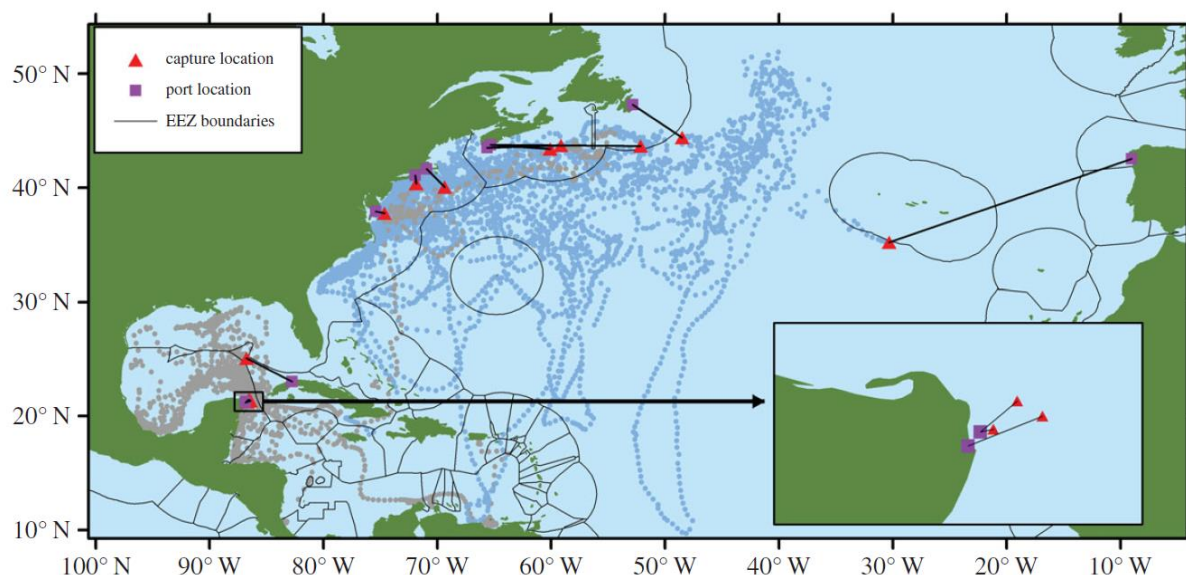 capture location
port location
EEZ boundaries
50° N
40° N
30° N
20° N
10° N
100° N
90° W
80° W
70° W
60° W
50° W
40° W
30° W
20° W
10° W